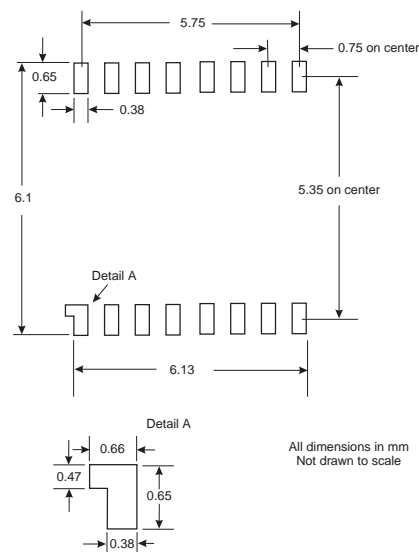 5.75
0.75 on center
0.65
0.38
6.1
5.35 on center
Detail A
6.13
Detail A
0.66
All dimensions in mm
Not drawn to scale
0.47
0.65
0.38